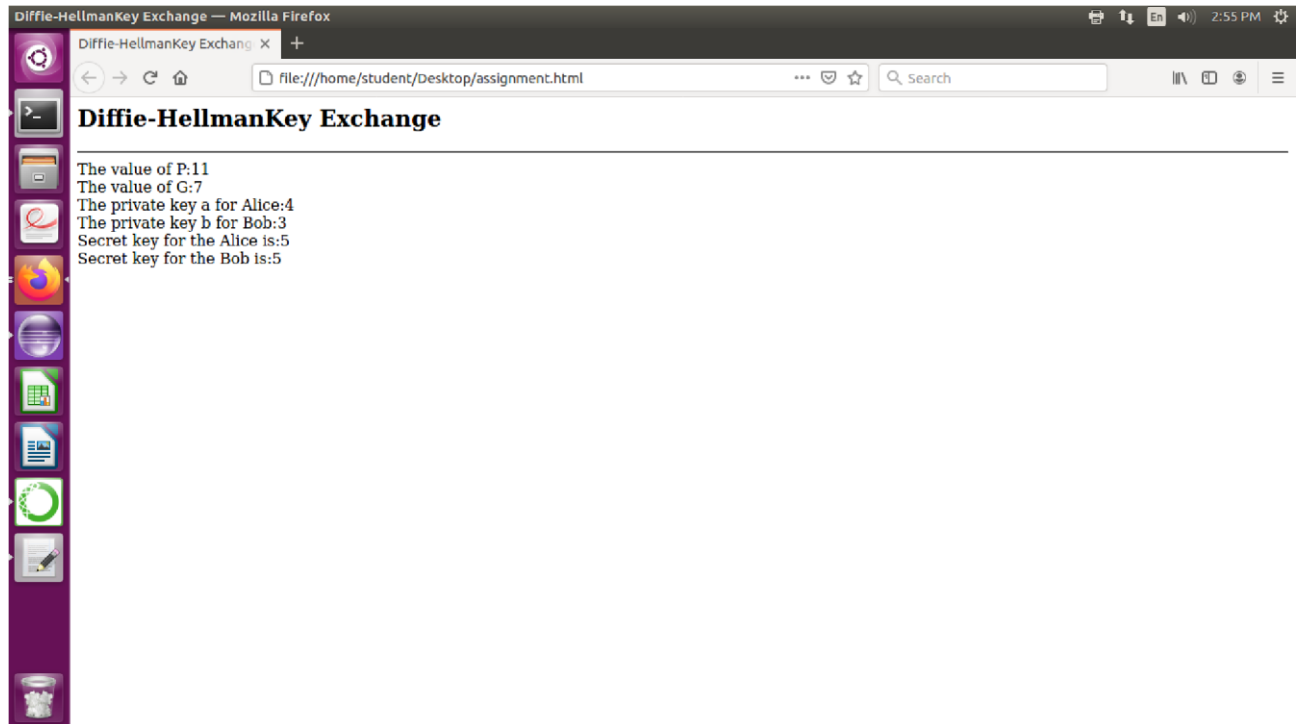 Diffie-HellmanKey Exchange — Mozilla Firefox
En 2:55 PM
Diffie-HellmanKey Exchang
file:///home/student/Desktop/assignment.html
Search
Diffie-HellmanKey Exchange
The value of P:11
The value of G:7
The private key a for Alice:4
The private key b for Bob:3
Secret key for the Alice is:5
Secret key for the Bob is:5